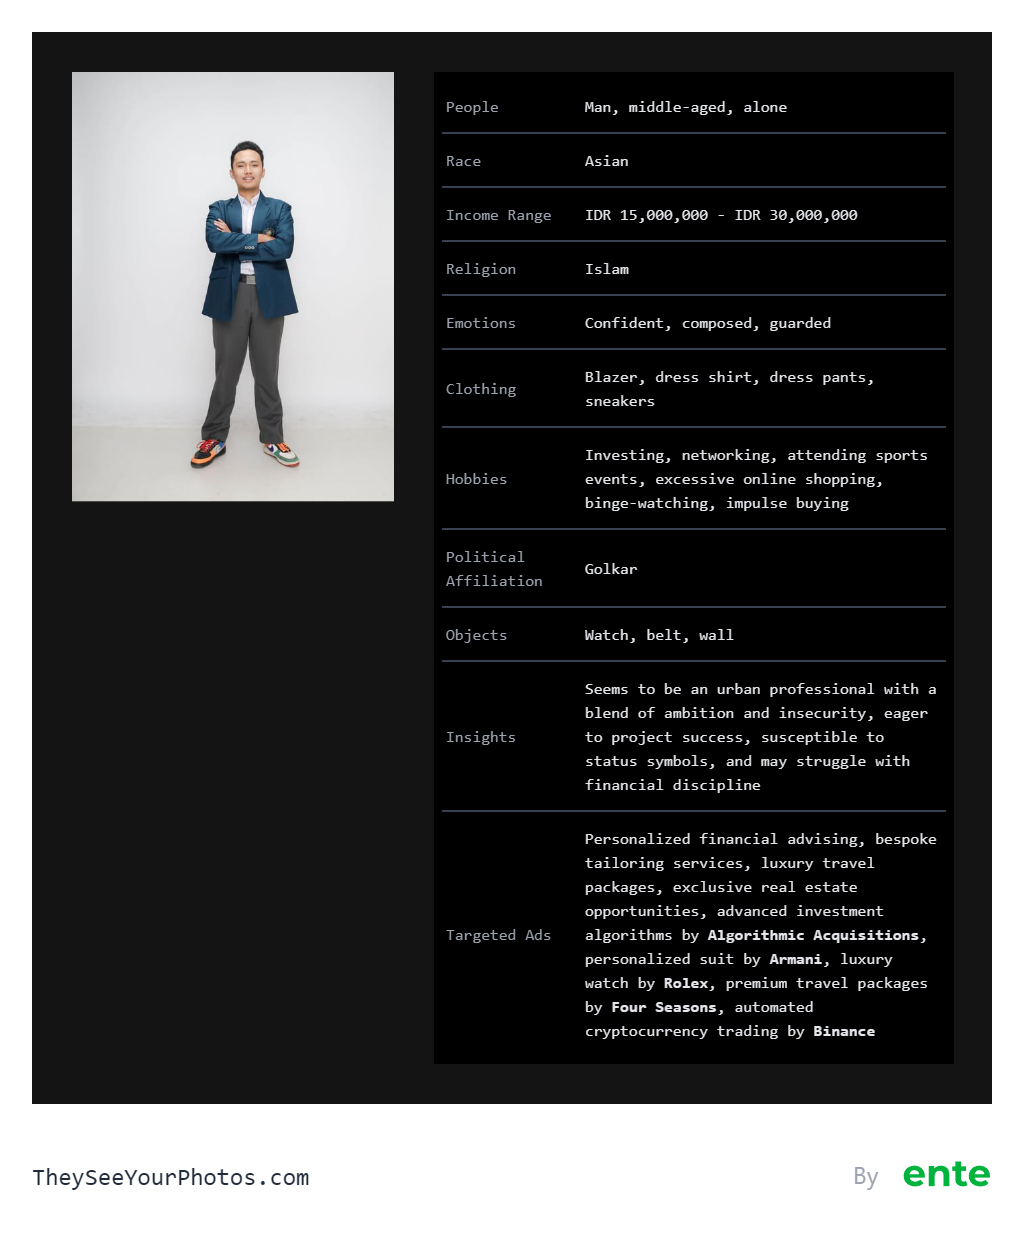 People
Man, middle-aged, alone
Race
Asian
Income Range
IDR 15,000,000 - IDR 30,000,000
Religion
Islam
Emotions
Confident, composed, guarded
Clothing
Blazer, dress shirt, dress pants,
sneakers
Hobbies
Investing, networking, attending sports
events, excessive online shopping,
binge-watching, impulse buying
Political
Affiliation
Golkar
Objects
Watch, belt, wall
Insights
Seems to be an urban professional with a
blend of ambition and insecurity, eager
to project success, susceptible to
status symbols, and may struggle with
financial discipline
Targeted Ads
Personalized financial advising, bespoke
tailoring services, luxury travel
packages, exclusive real estate
opportunities, advanced investment
algorithms by Algorithmic Acquisitions,
personalized suit by Armani, luxury
watch by Rolex, premium travel packages
by Four Seasons, automated
cryptocurrency trading by Binance
TheySeeYourPhotos.com
By ente